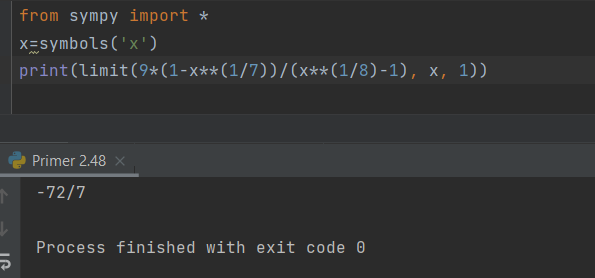 from sympy import *
x=symbols('x')
print(limit(9*(1-x**(1/7))/(x**(1/8)-1), x, 1))
Primer 2.48 ×
-72/7
Process finished with exit code 0